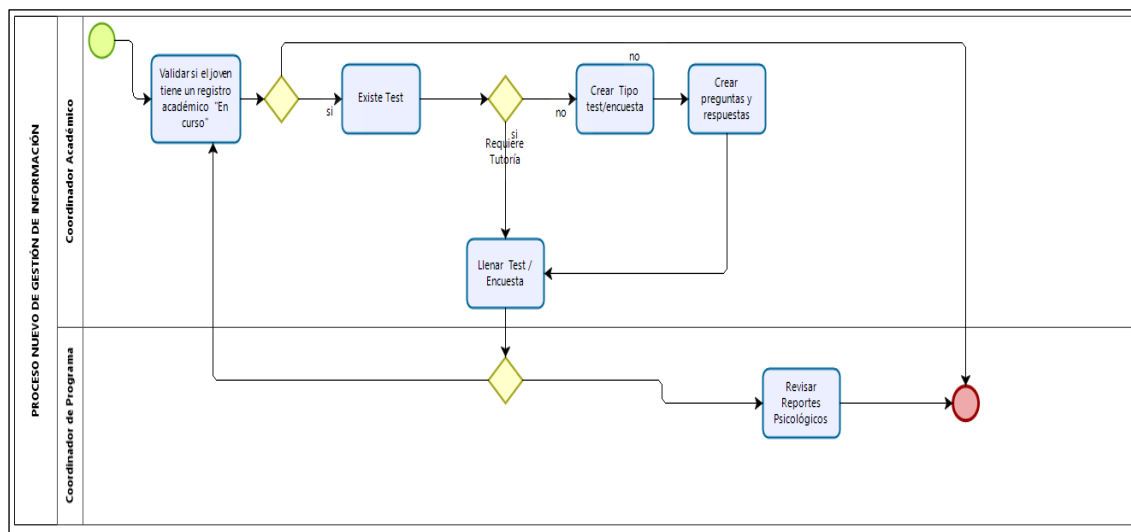 PROCESO NUEVO DE GESTIÓN DE INFORMACIÓN
Coordinador Académico
Validar si el joven
tiene un registro
académico "En
curso"
si
Existe Test
no
Crear Tipo
test/encuesta
no
Crear
preguntas y
respuestas
si
Requiere
Tutoría
Llenar Test /
Encuesta
Coordinador de Programa
Revisar
Reportes
Psicológicos